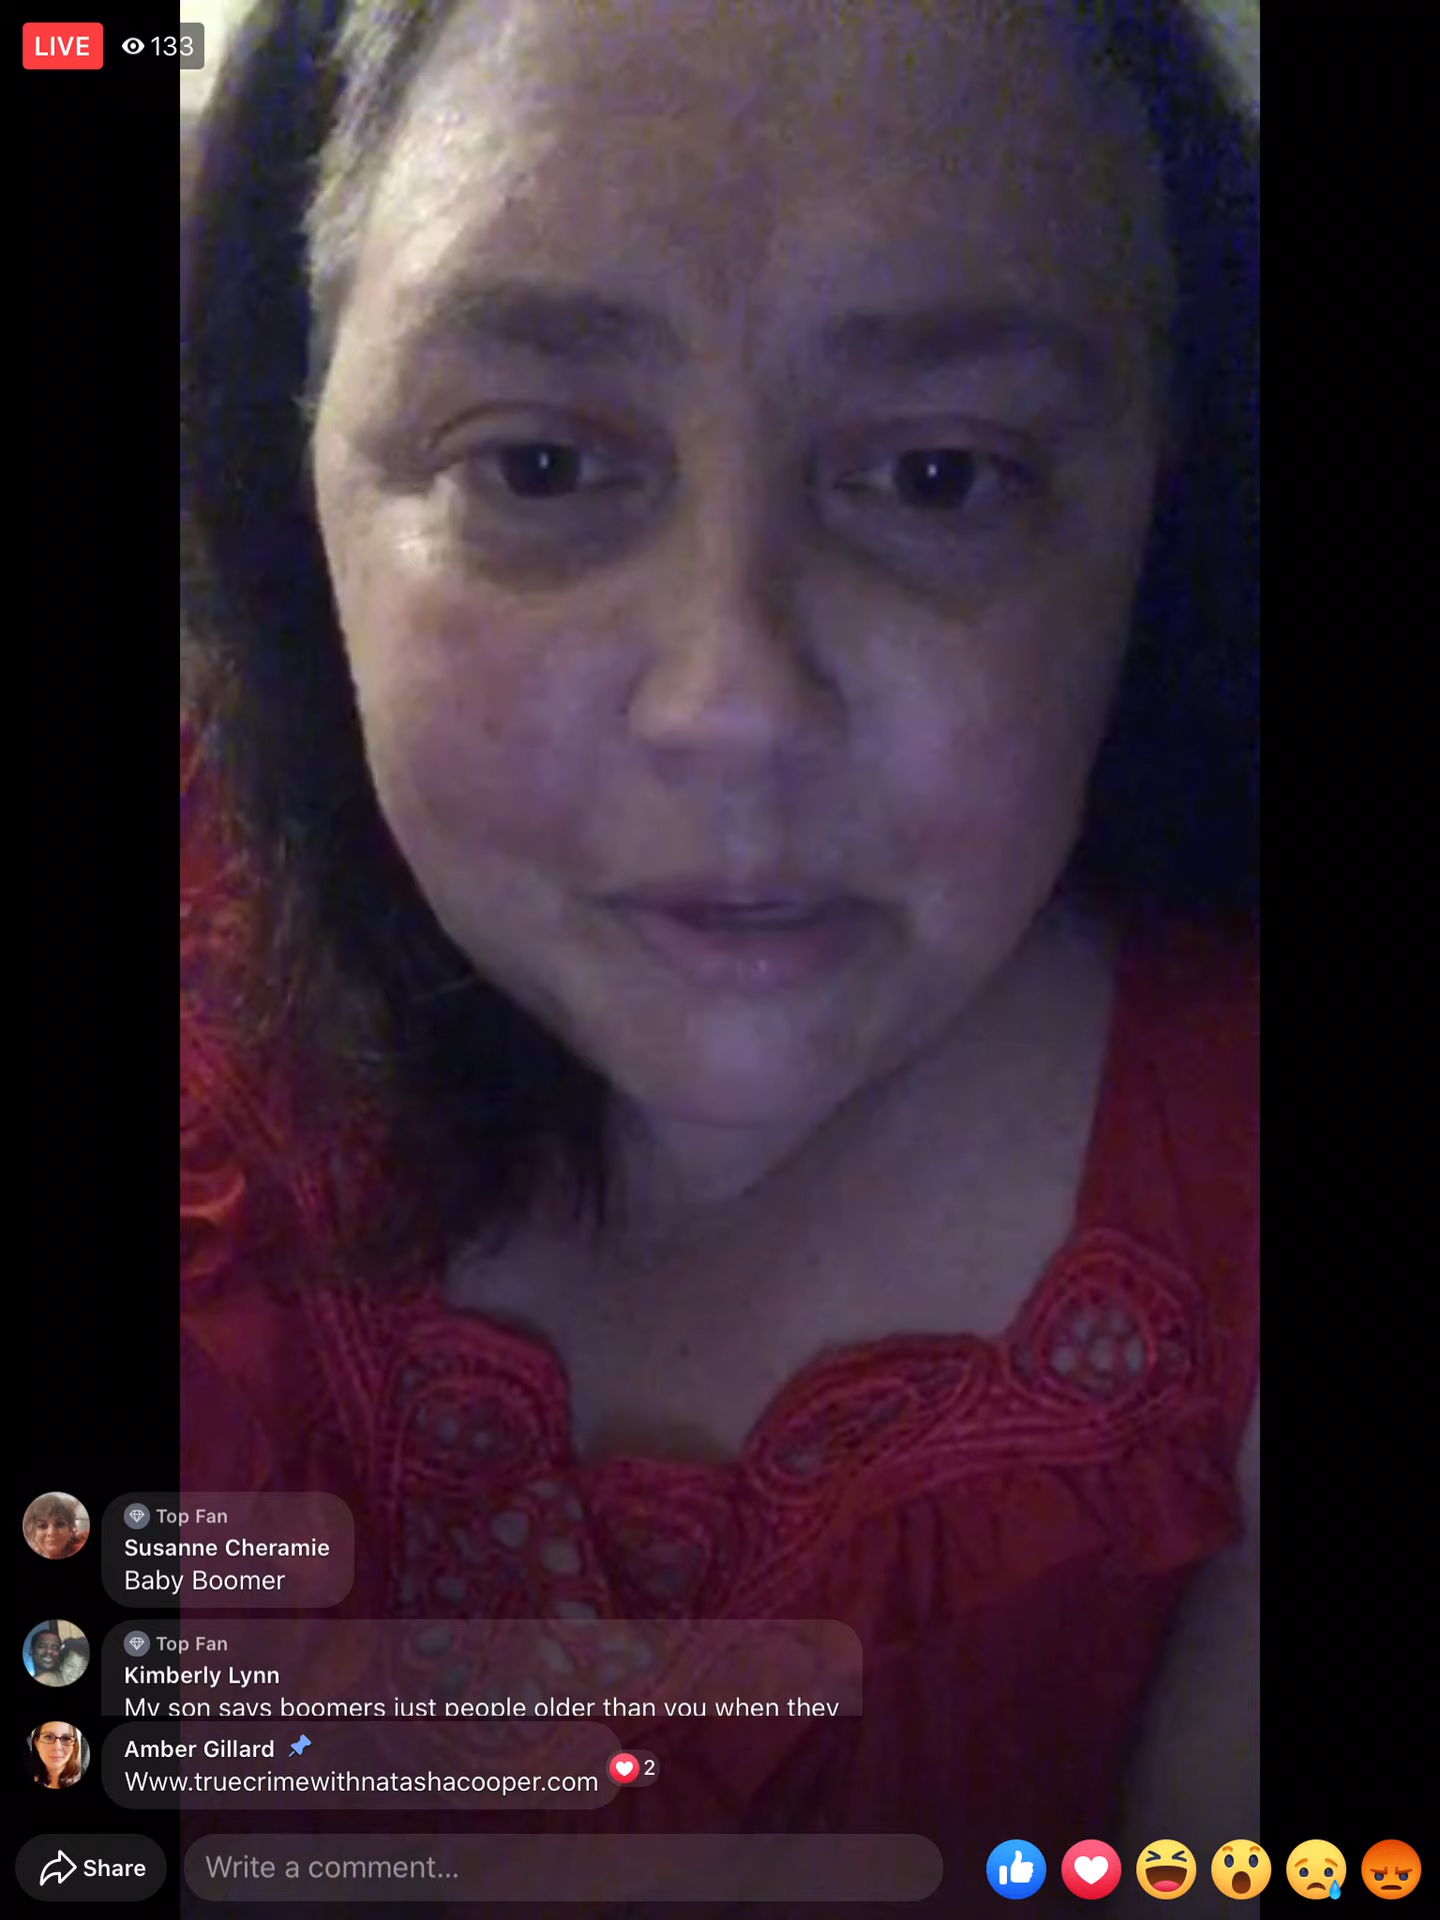 LIVE 133
Top Fan
Susanne Cheramie
Baby Boomer
Top Fan
Kimberly Lynn
My son says boomers just people older than you when they
Amber Gillard
Www.truecrimewithnatashacooper.com 2
Share Write a comment...